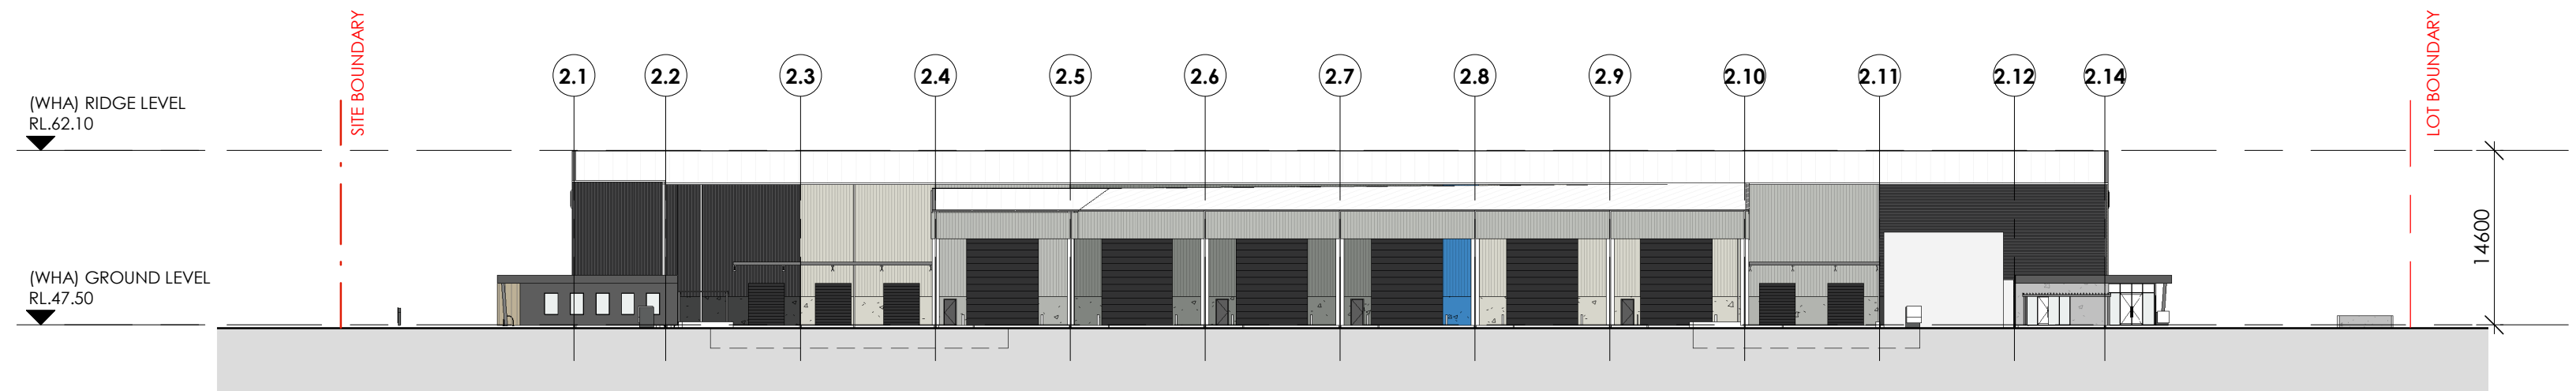 SITE BOUNDARY
LOT BOUNDARY
2.1 2.2 2.3 2.4 2.5 2.6 2.7 2.8 2.9 2.10 2.11 2.12 2.14
(WHA) RIDGE LEVEL
RL.62.10
14600
(WHA) GROUND LEVEL
RL.47.50